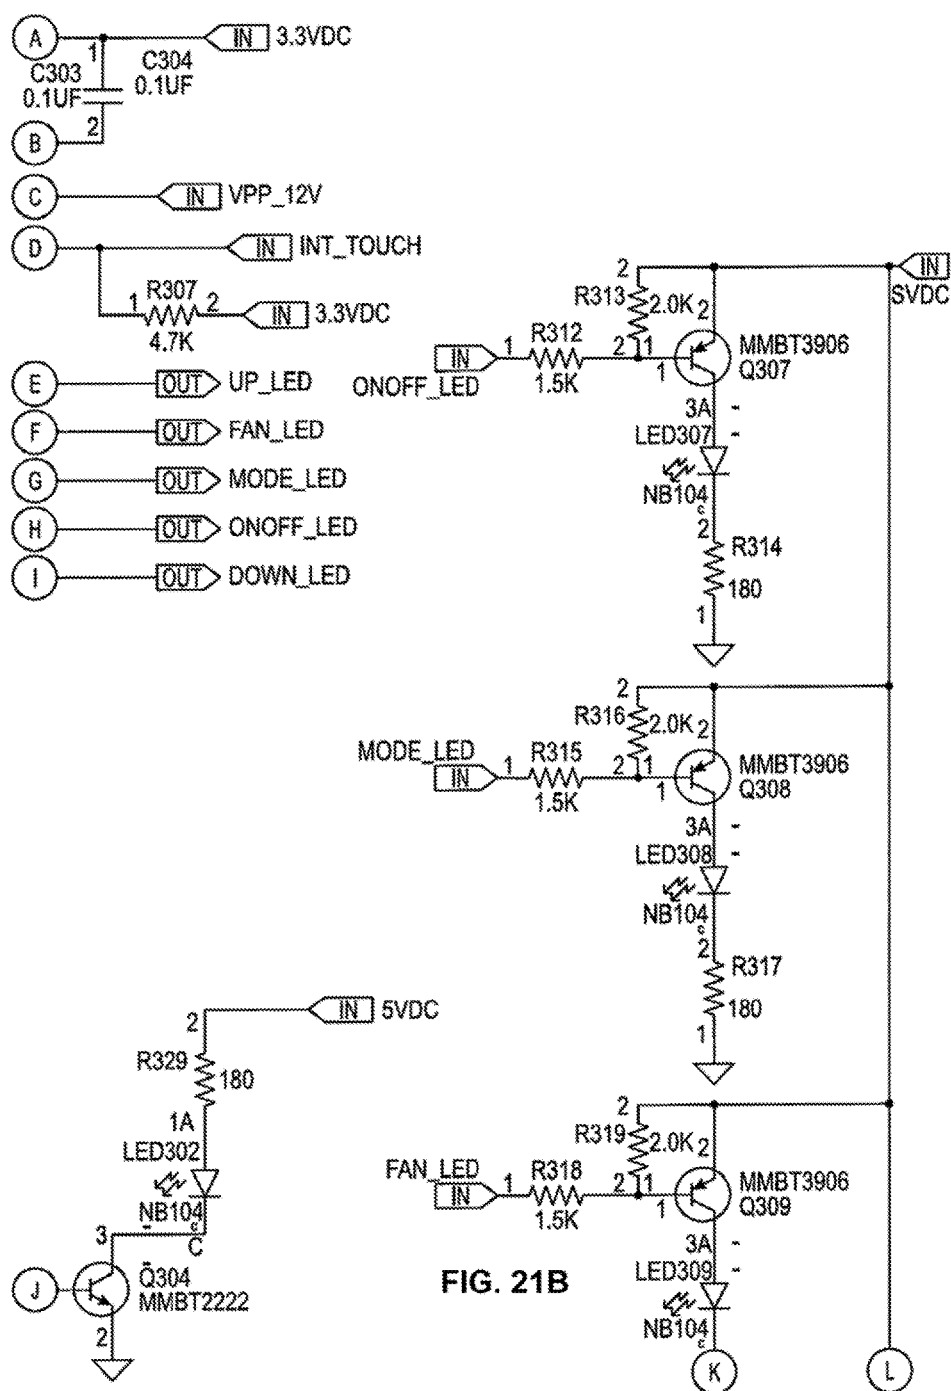 A
IN 3.3VDC
1
C303
0.1UF
C304
0.1UF
2
B
C
IN VPP_12V
D
IN INT_TOUCH
R307
1 2
4.7K
IN 3.3VDC
E
OUT UP_LED
F
OUT FAN_LED
G
OUT MODE_LED
H
OUT ONOFF_LED
I
OUT DOWN_LED
IN
SVDC
2
R313
2.0K
2
IN
ONOFF_LED
1
R312
1.5K
2
1
1
MMBT3906
Q307
3A -
LED307 -
NB104
c
2
R314
180
1
2
R316
2.0K
2
MODE_LED
IN
1
R315
1.5K
2
1
1
MMBT3906
Q308
3A -
LED308 -
NB104
c
2
R317
180
1
IN 5VDC
2
R329
180
1A
LED302
NB104
-
c
C
3
J
-
Q304
MMBT2222
2
2
R319
2.0K
2
FAN_LED
IN
1
R318
1.5K
2
1
1
MMBT3906
Q309
3A -
LED309 -
NB104
c
K
L
FIG. 21B